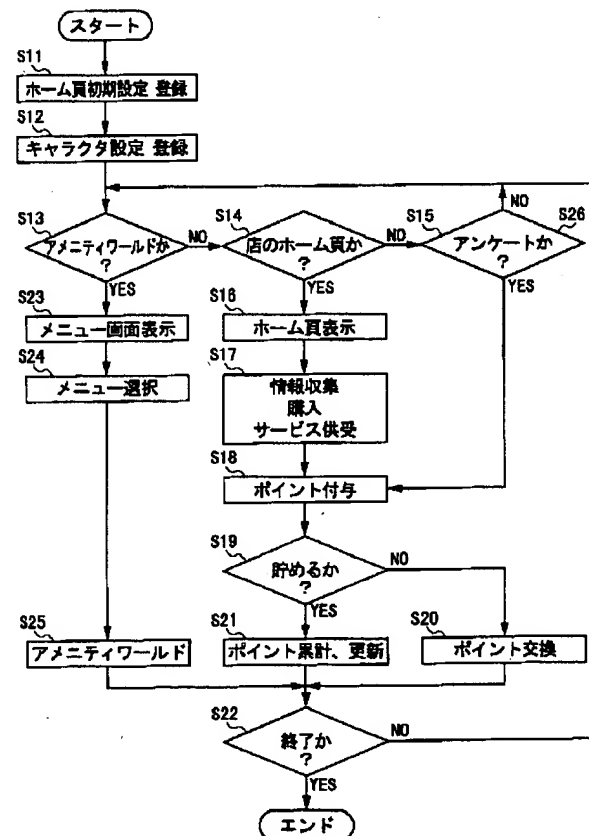 スタート
S11
ホーム頁初期設定 登録
S12
キャラクタ設定 登録
S13
アメニティワールドか
?
NO
YES
S14
店のホーム頁か
?
NO
YES
S15
アンケートか
?
NO
S26
YES
S23
メニュー画面表示
S24
メニュー選択
S16
ホーム頁表示
S17
情報収集
購入
サービス供受
S18
ポイント付与
S19
貯めるか
?
NO
YES
S25
アメニティワールド
S21
ポイント累計、更新
S20
ポイント交換
S22
終了か
?
NO
YES
エンド